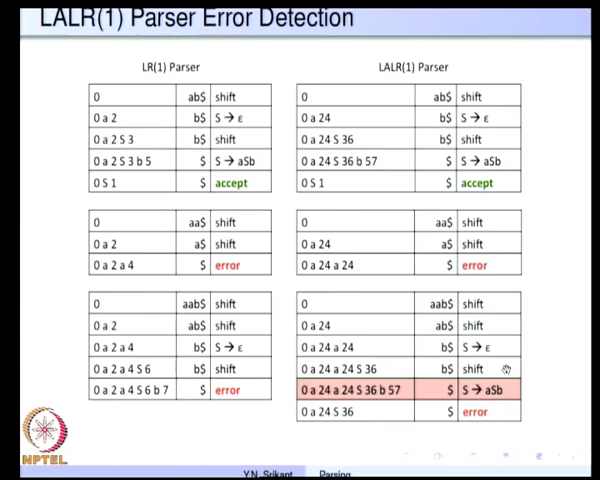 LALR(1) Parser Error Detection
LR(1) Parser
LALR(1) Parser
0 ab$ shift
0 a 2 b$ S → ε
0 a 2 S 3 b$ shift
0 a 2 S 3 b 5 $ S → aSb
0 S 1 $ accept
0 ab$ shift
0 a 24 b$ S → ε
0 a 24 S 36 b$ shift
0 a 24 S 36 b 57 $ S → aSb
0 S 1 $ accept
0 aa$ shift
0 a 2 a$ shift
0 a 2 a 4 $ error
0 aa$ shift
0 a 24 a$ shift
0 a 24 a 24 $ error
0 aab$ shift
0 a 2 ab$ shift
0 a 2 a 4 b$ S → ε
0 a 2 a 4 S 6 b$ shift
0 a 2 a 4 S 6 b 7 $ error
0 aab$ shift
0 a 24 ab$ shift
0 a 24 a 24 b$ S → ε
0 a 24 a 24 S 36 b$ shift
0 a 24 a 24 S 36 b 57 $ S → aSb
0 a 24 S 36 $ error
NPTEL
Y.N. Srikant Parsing